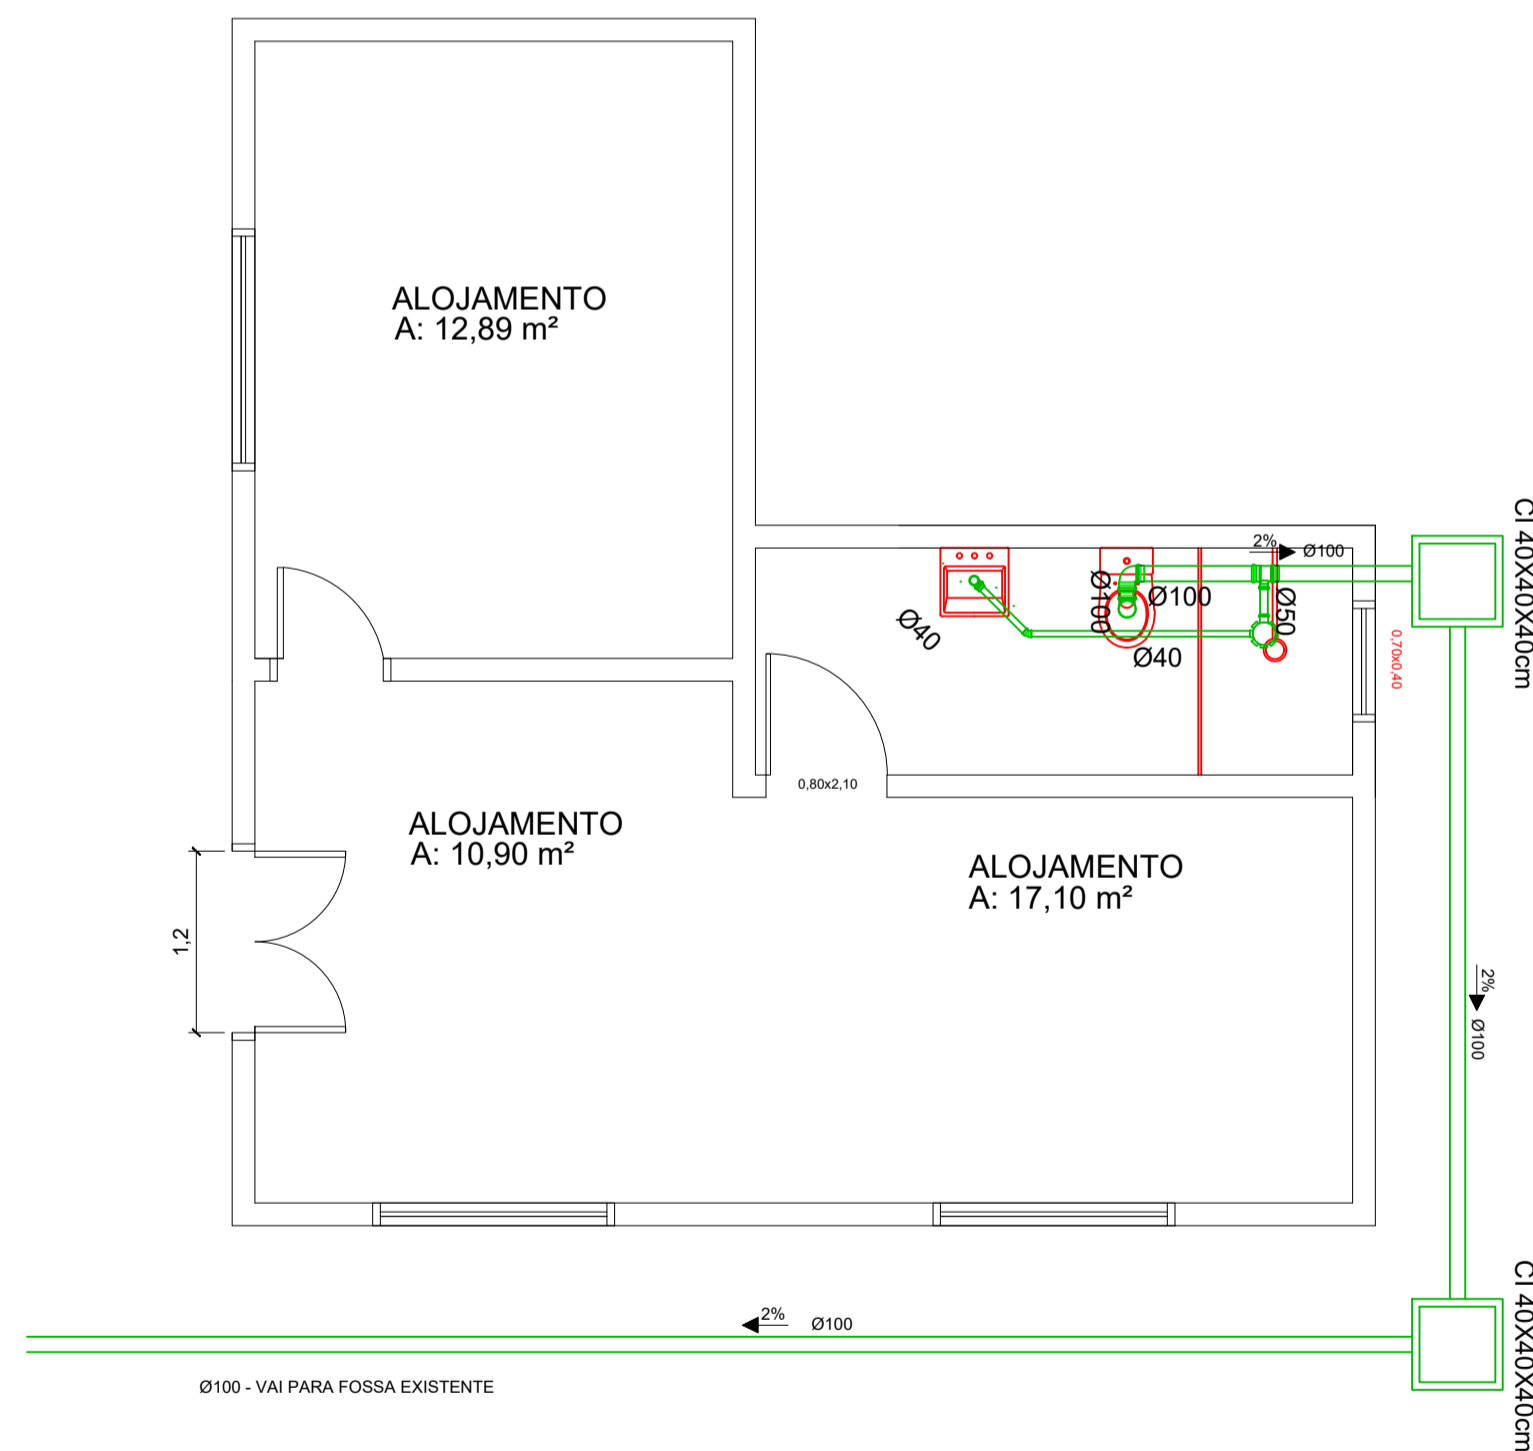 ALOJAMENTO
A: 12,89 m²
CI 40X40X40cm
2%
Ø100
Ø100
Ø100
Ø50
Ø40
Ø40
0,70x0,40
0,80x2,10
ALOJAMENTO
A: 10,90 m²
ALOJAMENTO
A: 17,10 m²
1,2
2%
Ø100
CI 40X40X40cm
2%
Ø100
Ø100 - VAI PARA FOSSA EXISTENTE